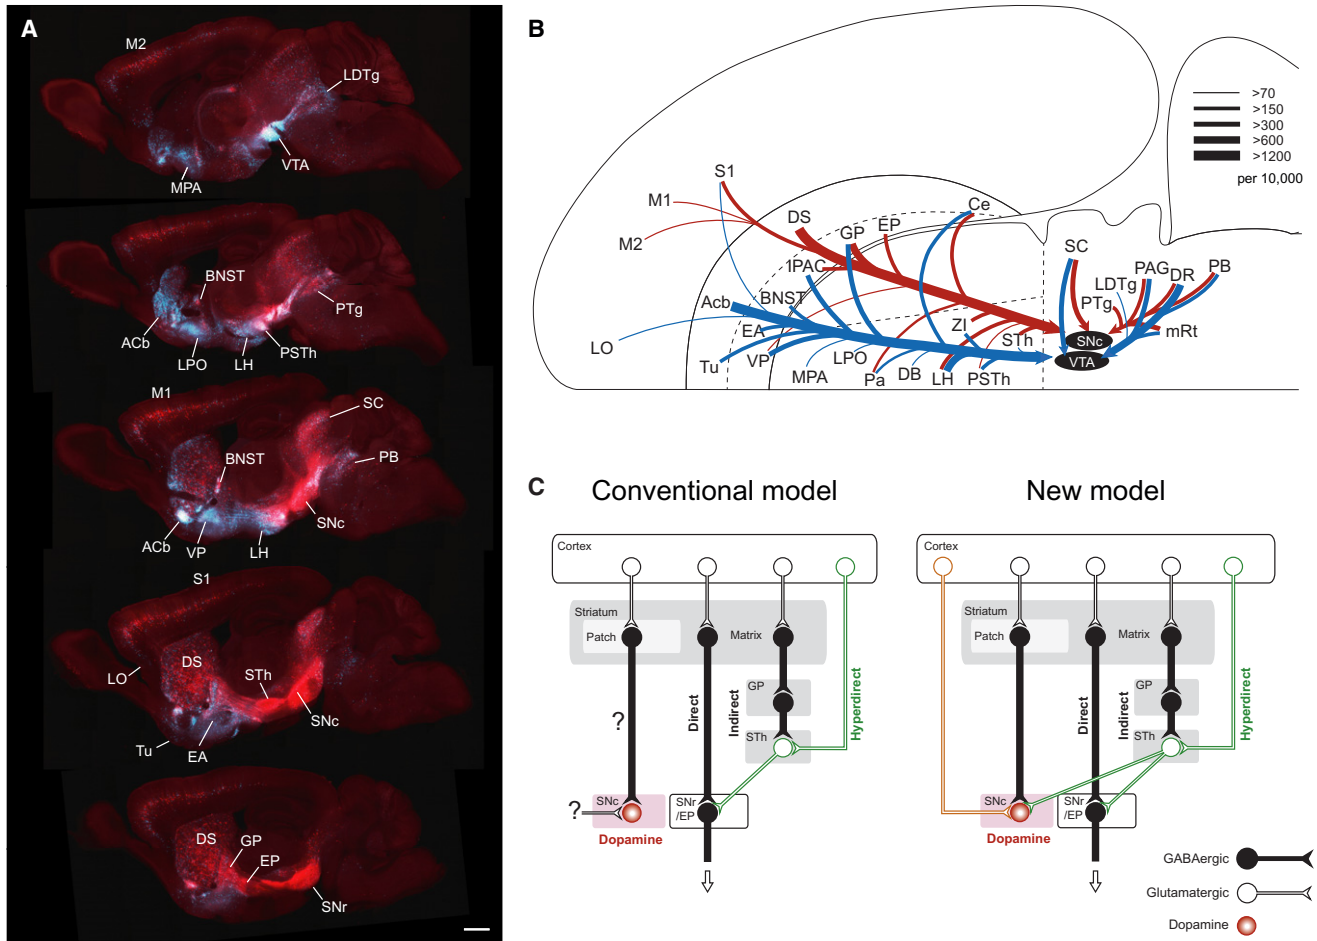 A
M2
LDTg
VTA
MPA
BNST
PTg
ACb
LPO
LH
PSTh
M1
SC
BNST
PB
SNc
ACb
VP
LH
S1
DS
STh
LO
SNc
Tu
EA
DS
GP
EP
SNr
B
>70
>150
>300
>600
>1200
per 10,000
S1
M1
M2
DS
GP
EP
Ce
IPAC
Acb
BNST
EA
LO
Tu
VP
MPA
LPO
Pa
DB
LH
PSTh
ZI
STh
SC
LDTg
PAG
DR
PB
PTg
mRt
SNc
VTA
C
Conventional model
Cortex
Striatum
Patch
Matrix
GP
STh
?
Direct
Indirect
Hyperdirect
?
SNc
SNr
/EP
Dopamine
New model
Cortex
Striatum
Patch
Matrix
GP
STh
Direct
Indirect
Hyperdirect
SNc
SNr
/EP
Dopamine
GABAergic
Glutamatergic
Dopamine